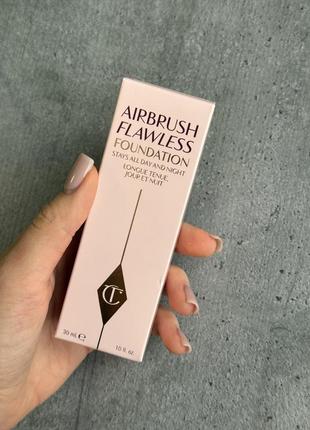 AIRBRUSH
FLAWLESS
FOUNDATION
STAYS ALL DAY AND NIGHT
LONGUE TENUE
JOUR ET NUIT
CT
30 mL ℮
1.0 fl. oz.